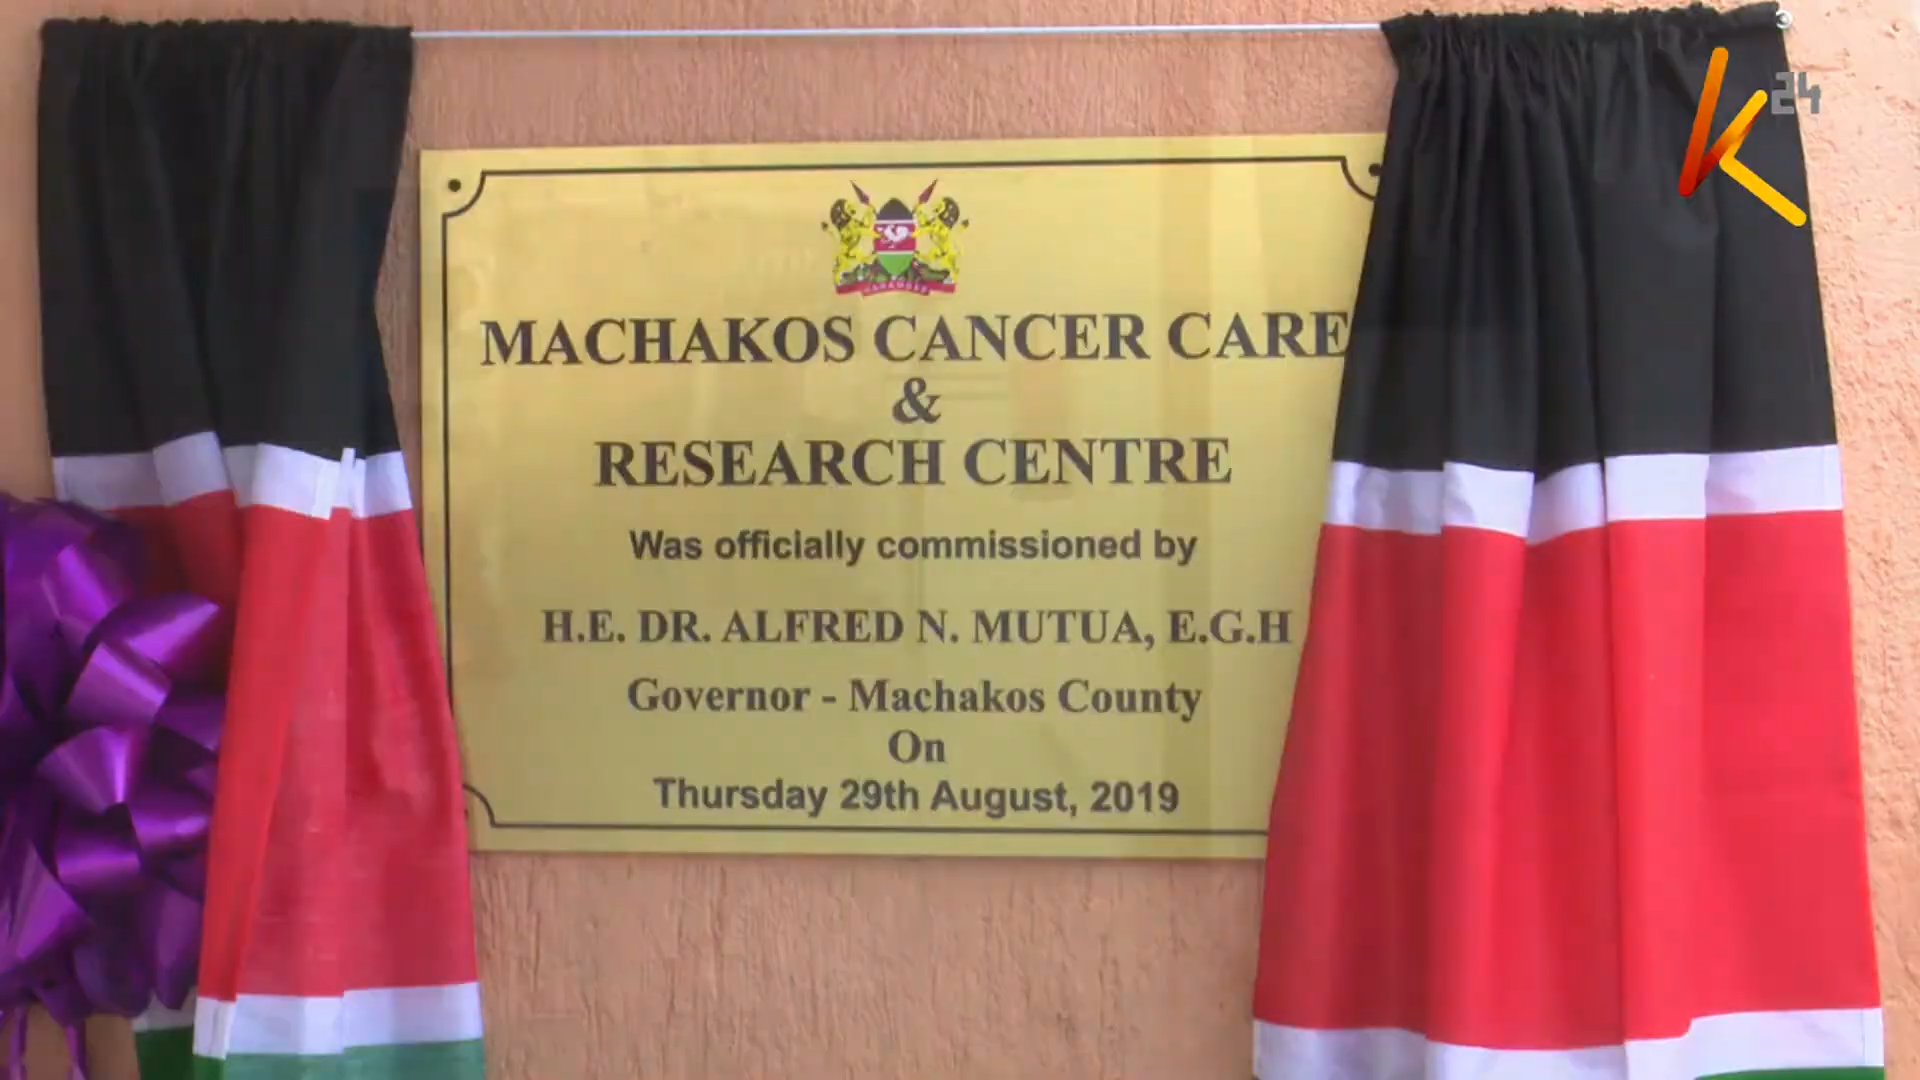 24
MACHAKOS CANCER CARE
&
RESEARCH CENTRE
Was officially commissioned by
H.E. DR. ALFRED N. MUTUA, E.G.H
Governor - Machakos County
On
Thursday 29th August, 2019